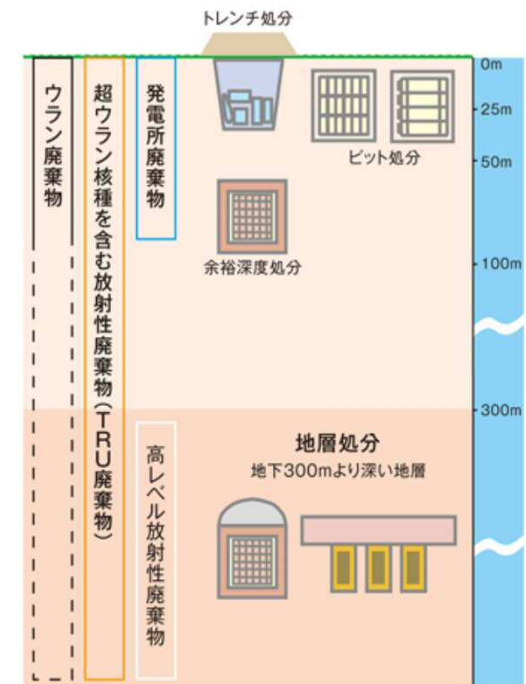 トレンチ処分
ウラン廃棄物
超ウラン核種を含む放射性廃棄物(TRU廃棄物)
発電所廃棄物
ピット処分
余裕深度処分
高レベル放射性廃棄物
地層処分
地下300mより深い地層
0m
25m
50m
100m
300m